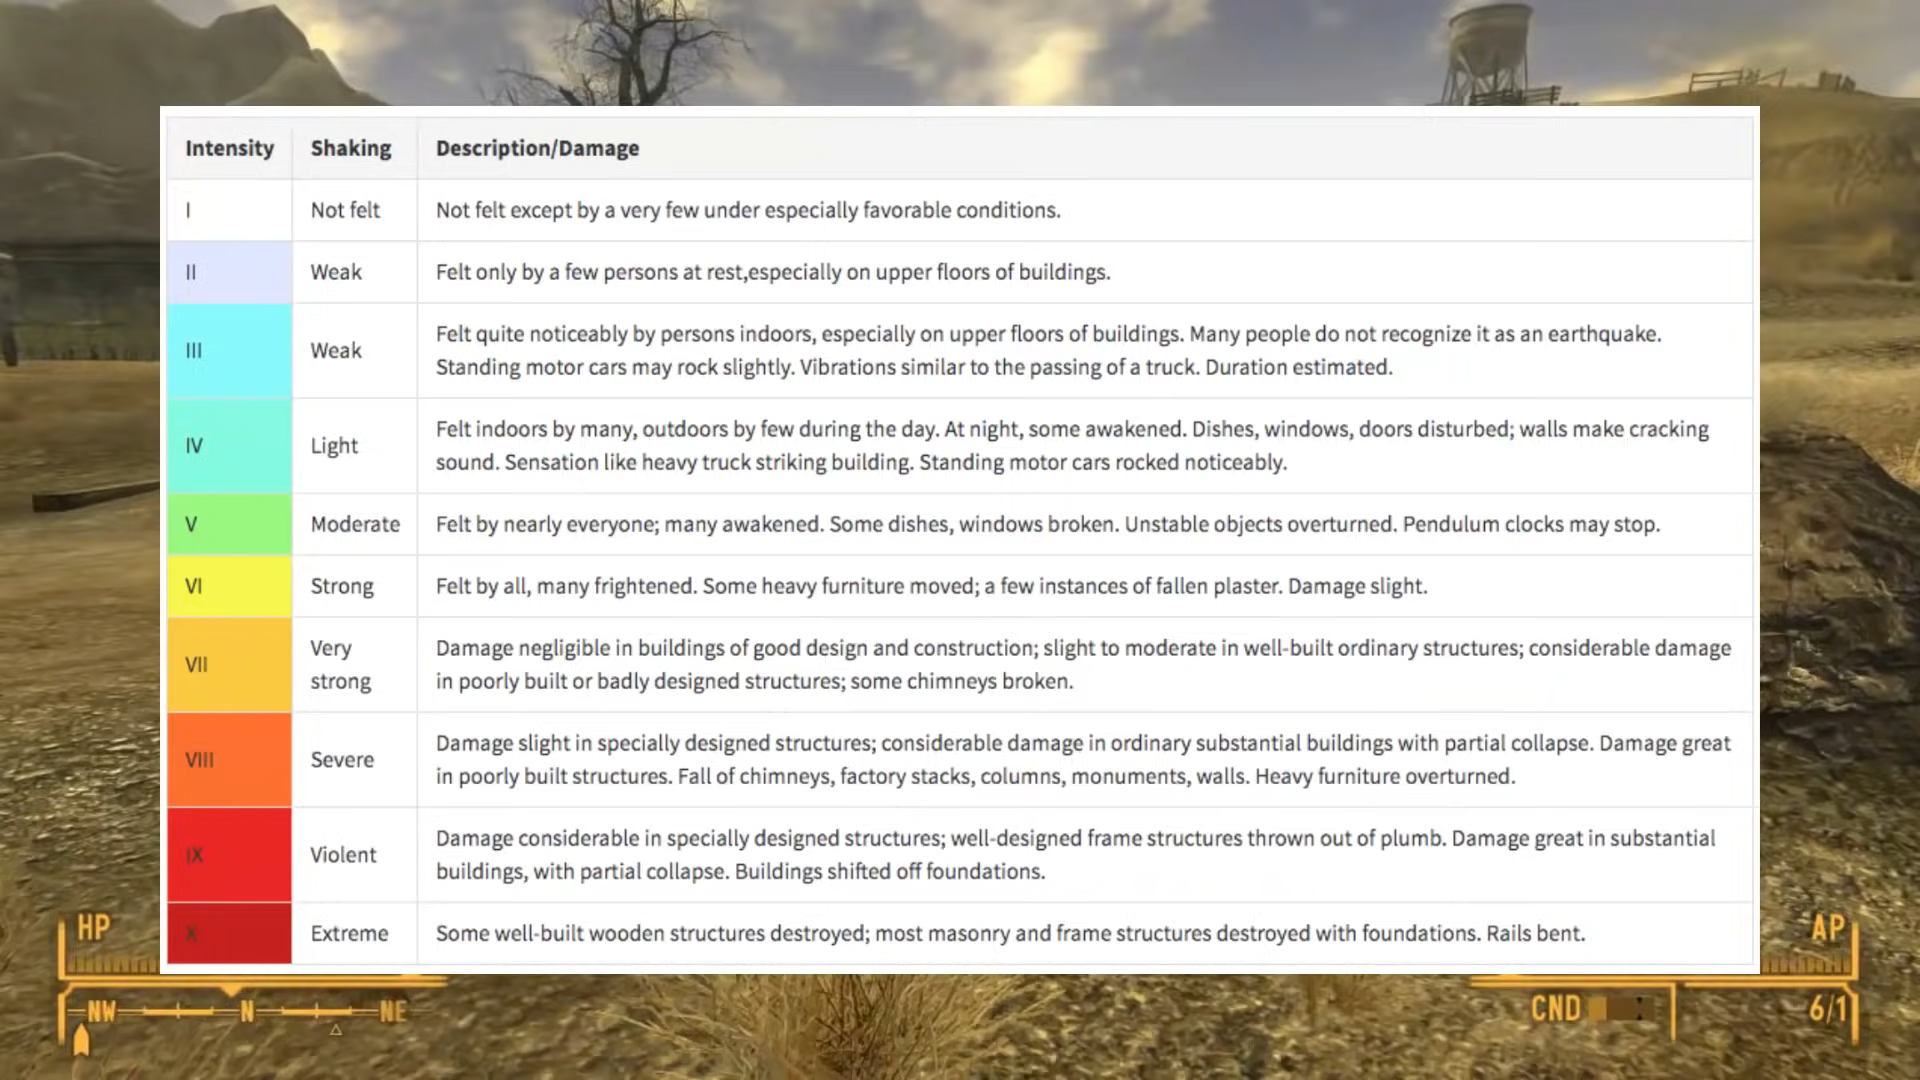 Intensity Shaking Description/Damage
I Not felt Not felt except by a very few under especially favorable conditions.
II Weak Felt only by a few persons at rest,especially on upper floors of buildings.
III Weak Felt quite noticeably by persons indoors, especially on upper floors of buildings. Many people do not recognize it as an earthquake.
Standing motor cars may rock slightly. Vibrations similar to the passing of a truck. Duration estimated.
IV Light Felt indoors by many, outdoors by few during the day. At night, some awakened. Dishes, windows, doors disturbed; walls make cracking
sound. Sensation like heavy truck striking building. Standing motor cars rocked noticeably.
V Moderate Felt by nearly everyone; many awakened. Some dishes, windows broken. Unstable objects overturned. Pendulum clocks may stop.
VI Strong Felt by all, many frightened. Some heavy furniture moved; a few instances of fallen plaster. Damage slight.
VII Very strong Damage negligible in buildings of good design and construction; slight to moderate in well-built ordinary structures; considerable damage
in poorly built or badly designed structures; some chimneys broken.
VIII Severe Damage slight in specially designed structures; considerable damage in ordinary substantial buildings with partial collapse. Damage great
in poorly built structures. Fall of chimneys, factory stacks, columns, monuments, walls. Heavy furniture overturned.
IX Violent Damage considerable in specially designed structures; well-designed frame structures thrown out of plumb. Damage great in substantial
buildings, with partial collapse. Buildings shifted off foundations.
X Extreme Some well-built wooden structures destroyed; most masonry and frame structures destroyed with foundations. Rails bent.
HP AP
NW N NE CND 6/1